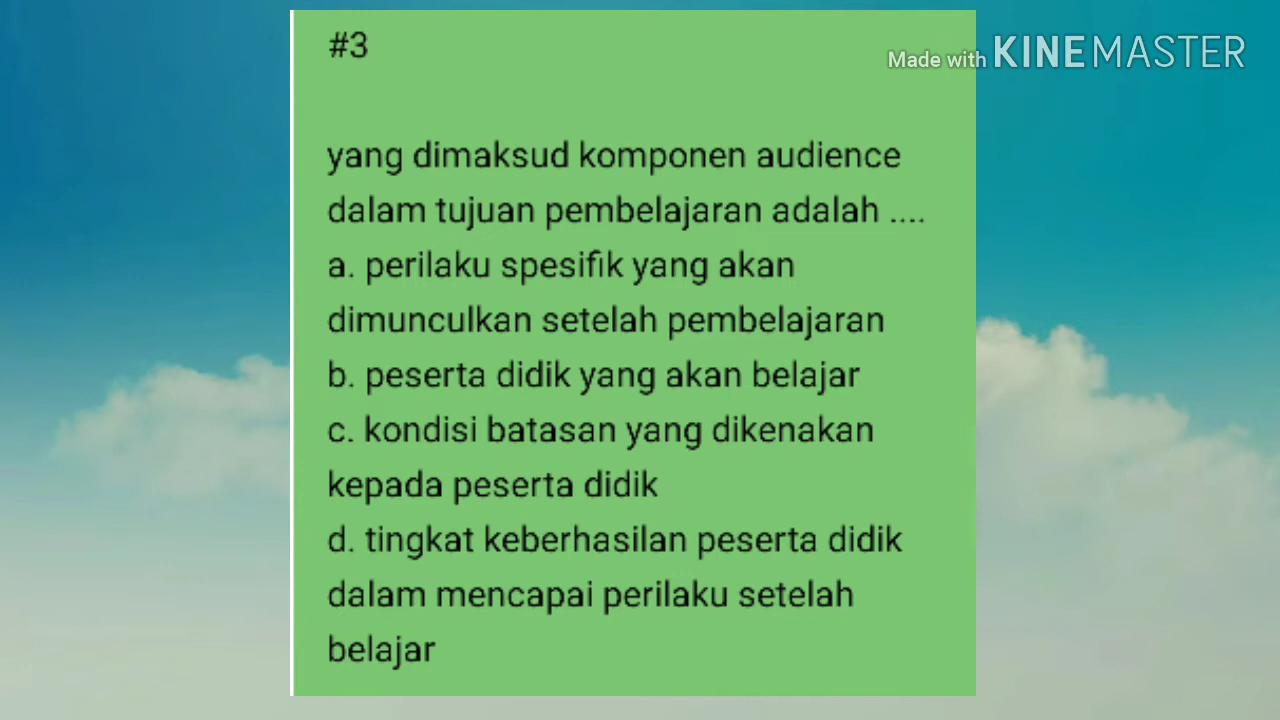 #3
Made with KINEMASTER
yang dimaksud komponen audience
dalam tujuan pembelajaran adalah ....
a. perilaku spesifik yang akan
dimunculkan setelah pembelajaran
b. peserta didik yang akan belajar
c. kondisi batasan yang dikenakan
kepada peserta didik
d. tingkat keberhasilan peserta didik
dalam mencapai perilaku setelah
belajar